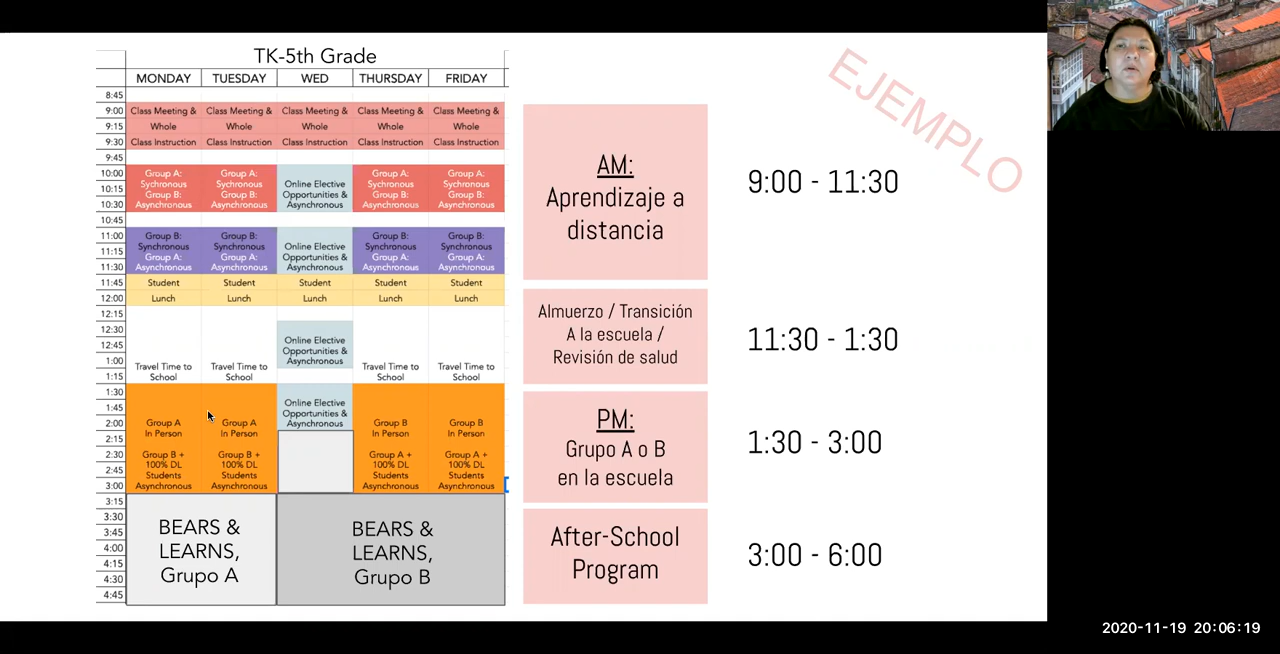 TK-5th Grade
MONDAY TUESDAY WED THURSDAY FRIDAY
8:45
9:00 Class Meeting & Class Meeting & Class Meeting & Class Meeting & Class Meeting &
9:15 Whole Whole Whole Whole Whole
9:30 Class Instruction Class Instruction Class Instruction Class Instruction Class Instruction
9:45
10:00 Group A: Group A: Group A: Group A:
10:15 Sychronous Sychronous Online Elective Sychronous Sychronous
Group B: Group B: Opportunities & Group B: Group B:
10:30 Asynchronous Asynchronous Asynchronous Asynchronous Asynchronous
10:45
11:00 Group B: Group B: Group B: Group B:
11:15 Synchronous Synchronous Online Elective Synchronous Synchronous
Group A: Group A: Opportunities & Group A: Group A:
11:30 Asynchronous Asynchronous Asynchronous Asynchronous Asynchronous
11:45 Student Student Student Student Student
12:00 Lunch Lunch Lunch Lunch Lunch
12:15
12:30
12:45 Online Elective
Opportunities &
1:00 Asynchronous
Travel Time to Travel Time to Travel Time to Travel Time to
1:15 School School School School
1:30
1:45 Online Elective
Opportunities &
2:00 Group A Group A Asynchronous Group B Group B
In Person In Person In Person In Person
2:15
2:30 Group B + Group B + Group A + Group A +
100% DL 100% DL 100% DL 100% DL
2:45 Students Students Students Students
3:00 Asynchronous Asynchronous Asynchronous Asynchronous
3:15
3:30
3:45
4:00
4:15
4:30
4:45
BEARS &
LEARNS,
Grupo A
BEARS &
LEARNS,
Grupo B
AM:
Aprendizaje a
distancia
9:00 - 11:30
Almuerzo / Transición
A la escuela /
Revisión de salud
11:30 - 1:30
PM:
Grupo A o B
en la escuela
1:30 - 3:00
After-School
Program
3:00 - 6:00
EJEMPLO
2020-11-19 20:06:19